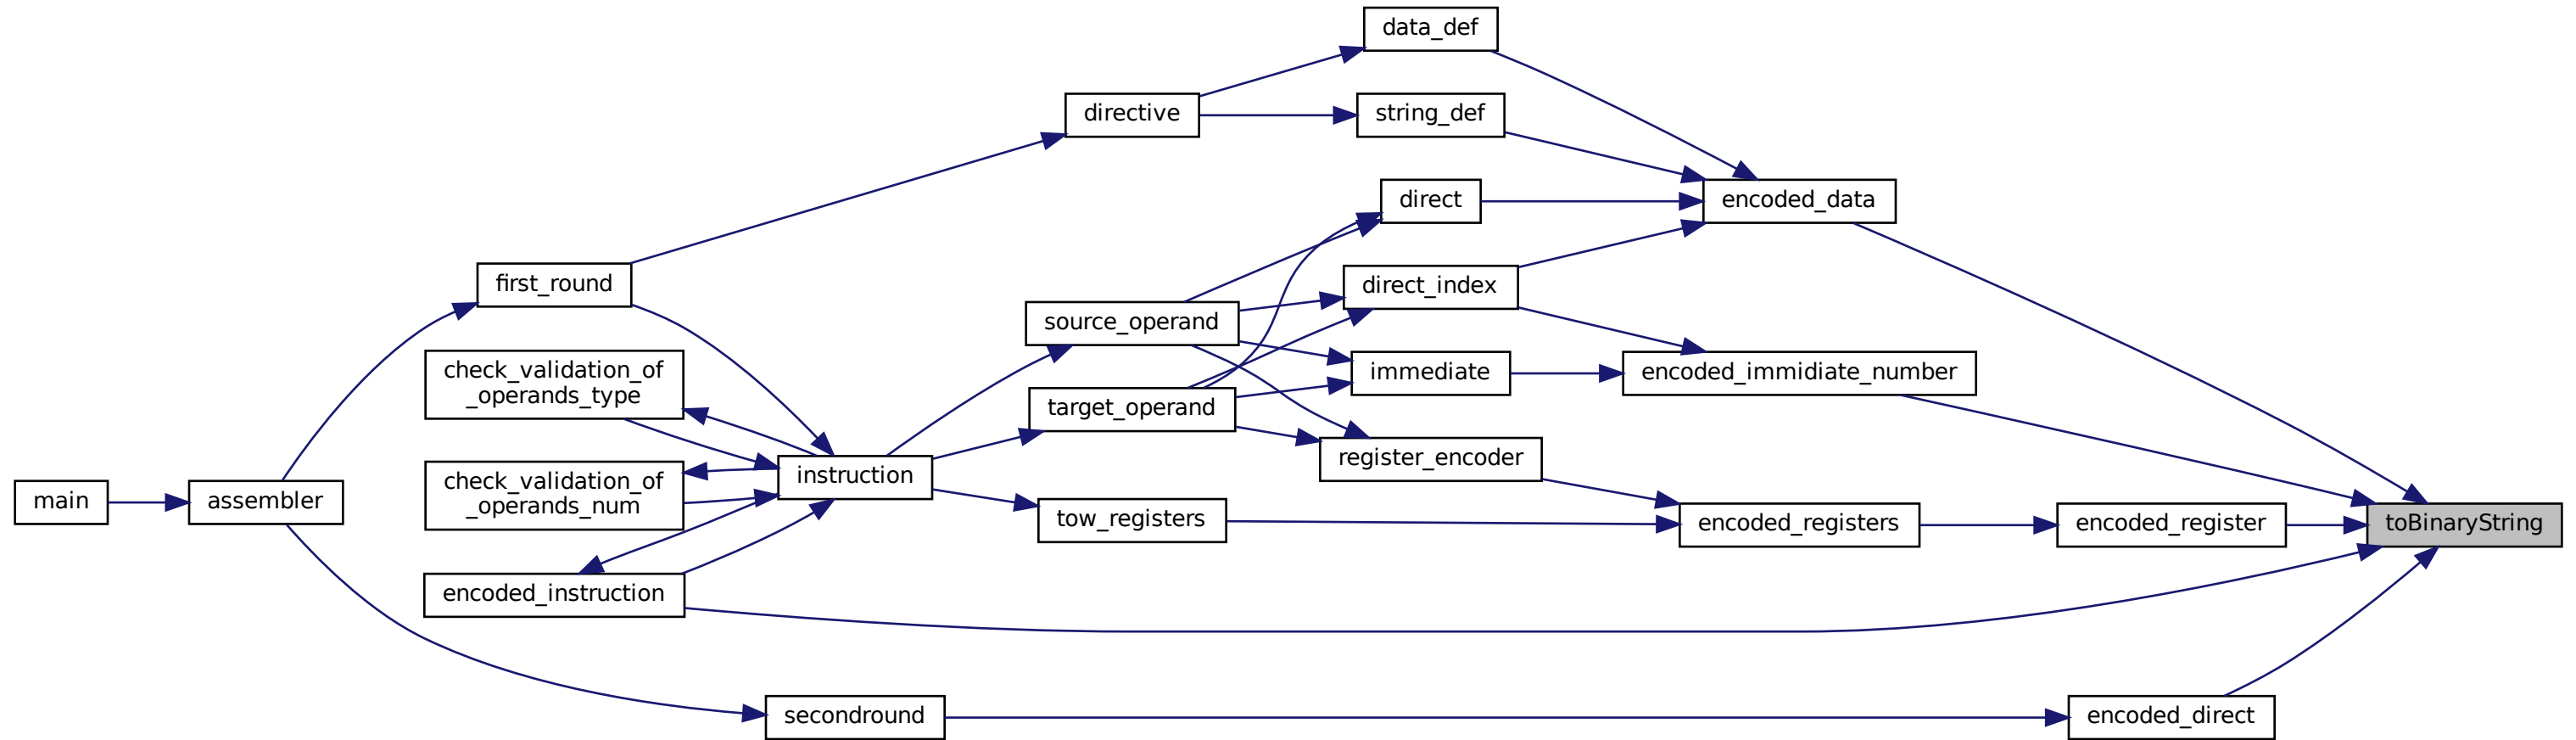 data_def
directive
string_def
direct
encoded_data
first_round
direct_index
source_operand
check_validation_of
_operands_type
immediate
encoded_immidiate_number
target_operand
register_encoder
instruction
check_validation_of
_operands_num
main
assembler
tow_registers
encoded_registers
encoded_register
toBinaryString
encoded_instruction
secondround
encoded_direct